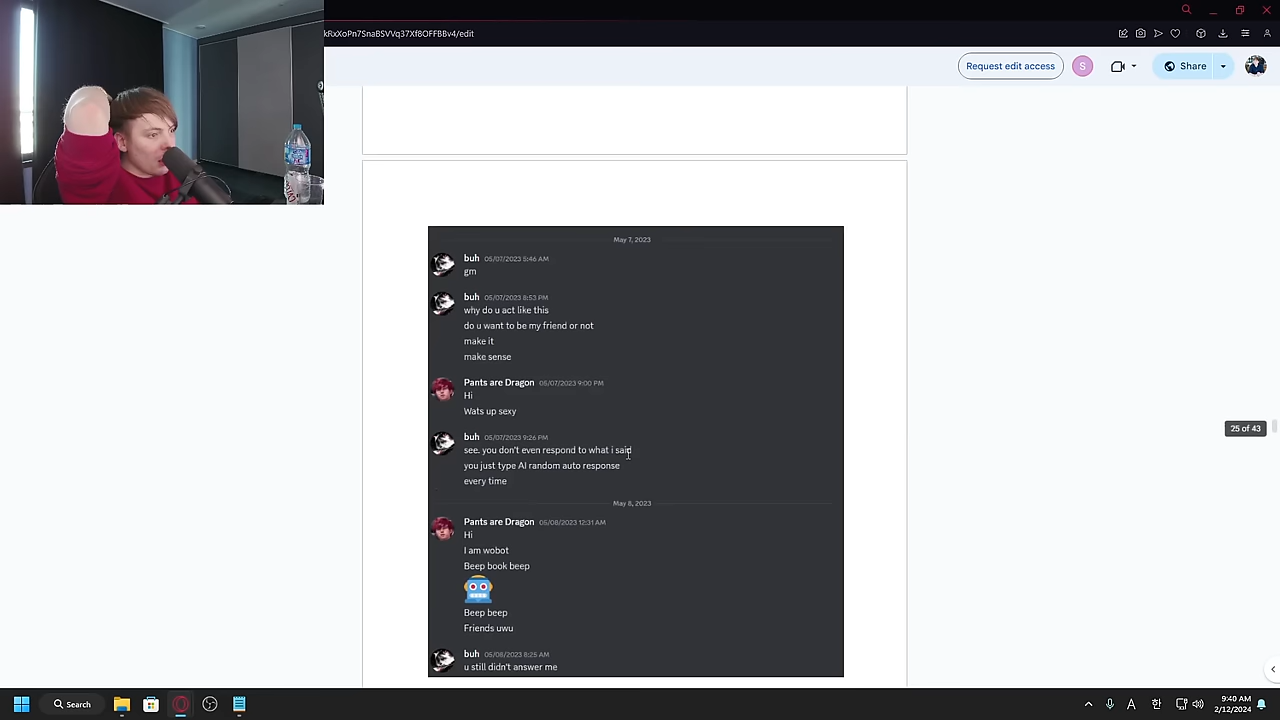 kRxXoPn7SnaBSVVq37Xf8OFFBBv4/edit
Request edit access
S
Share
May 7, 2023
buh 05/07/2023 5:46 AM
gm
buh 05/07/2023 8:53 PM
why do u act like this
do u want to be my friend or not
make it
make sense
Pants are Dragon 05/07/2023 9:00 PM
Hi
Wats up sexy
buh 05/07/2023 9:26 PM
see. you don't even respond to what i said
you just type AI random auto response
every time
May 8, 2023
Pants are Dragon 05/08/2023 12:31 AM
Hi
I am wobot
Beep book beep
Beep beep
Friends uwu
buh 05/08/2023 8:25 AM
u still didn't answer me
25 of 43
Search
A
9:40 AM
2/12/2024